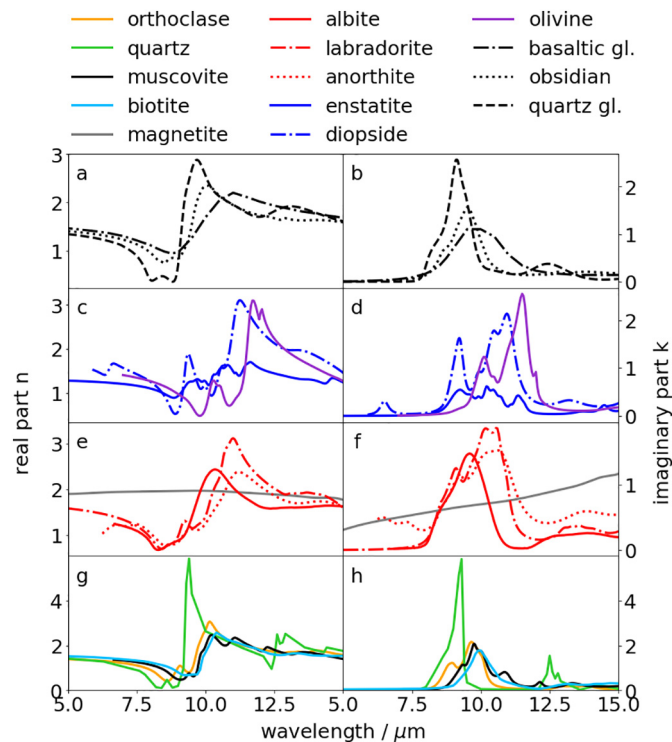 orthoclase albite olivine
quartz labradorite basaltic gl.
muscovite anorthite obsidian
biotite enstatite quartz gl.
magnetite diopside
3
a b
2 2
1 1
0
3 c d
2 2
1 1
0
3 e f
2 1
1 0
g h
4 4
2 2
0 0
5.0 7.5 10.0 12.5 5.0 7.5 10.0 12.5 15.0
real part n
imaginary part k
wavelength / μm